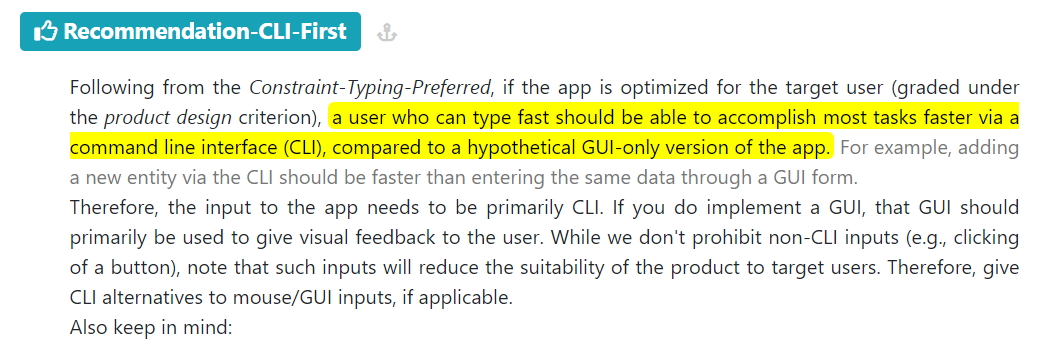 Recommendation-CLI-First
Following from the Constraint-Typing-Preferred, if the app is optimized for the target user (graded under
the product design criterion), a user who can type fast should be able to accomplish most tasks faster via a
command line interface (CLI), compared to a hypothetical GUI-only version of the app. For example, adding
a new entity via the CLI should be faster than entering the same data through a GUI form.
Therefore, the input to the app needs to be primarily CLI. If you do implement a GUI, that GUI should
primarily be used to give visual feedback to the user. While we don't prohibit non-CLI inputs (e.g., clicking
of a button), note that such inputs will reduce the suitability of the product to target users. Therefore, give
CLI alternatives to mouse/GUI inputs, if applicable.
Also keep in mind: